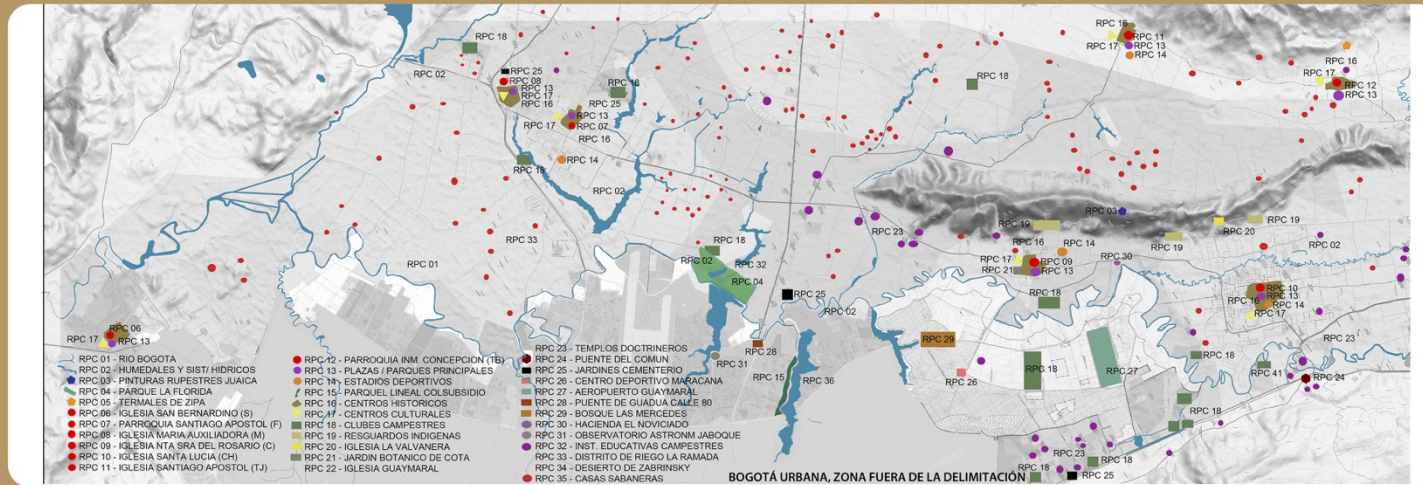 RPC 18
RPC 02
RPC 25
RPC 08
RPC 13
RPC 17
RPC 16
RPC 18
RPC 25
RPC 13
RPC 17
RPC 07
RPC 16
RPC 18
RPC 14
RPC 02
RPC 33
RPC 01
RPC 18
RPC 16
RPC 11
RPC 17
RPC 13
RPC 14
RPC 16
RPC 17
RPC 12
RPC 13
RPC 03
RPC 19
RPC 20
RPC 19
RPC 19
RPC 02
RPC 23
RPC 16
RPC 14
RPC 17
RPC 09
RPC 21
RPC 13
RPC 30
RPC 18
RPC 18
RPC 02
RPC 32
RPC 04
RPC 25
RPC 02
RPC 10
RPC 16
RPC 13
RPC 14
RPC 17
RPC 23
RPC 06
RPC 17
RPC 13
RPC 28
RPC 31
RPC 15
RPC 36
RPC 29
RPC 26
RPC 18
RPC 27
RPC 18
RPC 41
RPC 24
RPC 18
RPC 23
RPC 18
RPC 18
RPC 25
RPC 01 - RIO BOGOTA
RPC 02 - HUMEDALES Y SIST/ HIDRICOS
RPC 03 - PINTURAS RUPESTRES JUAICA
RPC 04 - PARQUE LA FLORIDA
RPC 05 - TERMALES DE ZIPA
RPC 06 - IGLESIA SAN BERNARDINO (S)
RPC 07 - PARROQUIA SANTIAGO APOSTOL (F)
RPC 08 - IGLESIA MARIA AUXILIADORA (M)
RPC 09 - IGLESIA NTA SRA DEL ROSARIO (C)
RPC 10 - IGLESIA SANTA LUCIA (CH)
RPC 11 - IGLESIA SANTIAGO APOSTOL (TJ)
RPC 12 - PARROQUIA INM. CONCEPCION (TB)
RPC 13 - PLAZAS / PARQUES PRINCIPALES
RPC 14 - ESTADIOS DEPORTIVOS
RPC 15 - PARQUEL LINEAL COLSUBSIDIO
RPC 16 - CENTROS HISTORICOS
RPC 17 - CENTROS CULTURALES
RPC 18 - CLUBES CAMPESTRES
RPC 19 - RESGUARDOS INDIGENAS
RPC 20 - IGLESIA LA VALVANERA
RPC 21 - JARDIN BOTANICO DE COTA
RPC 22 - IGLESIA GUAYMARAL
RPC 23 - TEMPLOS DOCTRINEROS
RPC 24 - PUENTE DEL COMUN
RPC 25 - JARDINES CEMENTERIO
RPC 26 - CENTRO DEPORTIVO MARACANA
RPC 27 - AEROPUERTO GUAYMARAL
RPC 28 - PUENTE DE GUADUA CALLE 80
RPC 29 - BOSQUE LAS MERCEDES
RPC 30 - HACIENDA EL NOVICIADO
RPC 31 - OBSERVATORIO ASTRONM JABOQUE
RPC 32 - INST. EDUCATIVAS CAMPESTRES
RPC 33 - DISTRITO DE RIEGO LA RAMADA
RPC 34 - DESIERTO DE ZABRINSKY
RPC 35 - CASAS SABANERAS
BOGOTÁ URBANA, ZONA FUERA DE LA DELIMITACIÓN